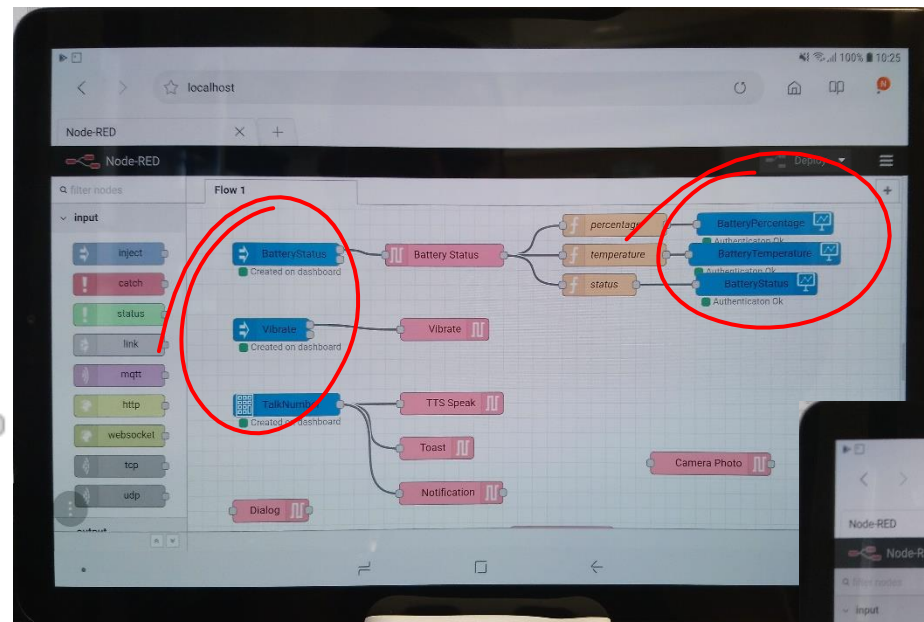 100% 10:25
localhost
Node-RED
Node-RED
Deploy
filter nodes
Flow 1
input
inject
catch
status
link
mqtt
http
websocket
tcp
udp
output
BatteryStatus
Created on dashboard
Battery Status
percentage
temperature
status
BatteryPercentage
Authenticaton Ok
BatteryTemperature
Authenticaton Ok
BatteryStatus
Authenticaton Ok
Vibrate
Created on dashboard
Vibrate
TalkNumber
Created on dashboard
TTS Speak
Toast
Notification
Camera Photo
Dialog
Node-RED
Node-R
filter nodes
input